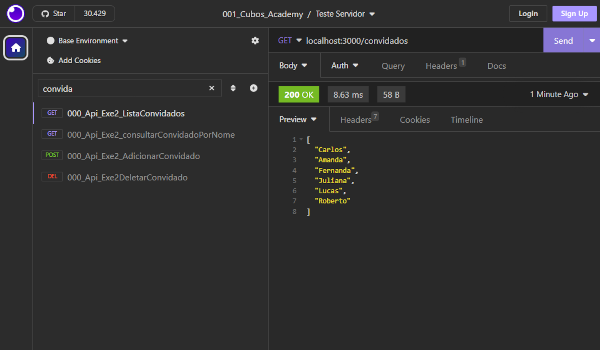 Star 30.429
001_Cubos_Academy / Teste Servidor
LogIn
Sign Up
Base Environment
Add Cookies
convida
GET 000_Api_Exe2_ListaConvidados
GET 000_Api_Exe2_consultarConvidadoPorNome
POST 000_Api_Exe2_AdicionarConvidado
DEL 000_Api_Exe2DeletarConvidado
GET localhost:3000/convidados
Send
Body Auth Query Headers 1 Docs
200 OK 8.63 ms 58 B 1 Minute Ago
Preview Headers 7 Cookies Timeline
1 [
2 "Carlos",
3 "Amanda",
4 "Fernanda",
5 "Juliana",
6 "Lucas",
7 "Roberto"
8 ]